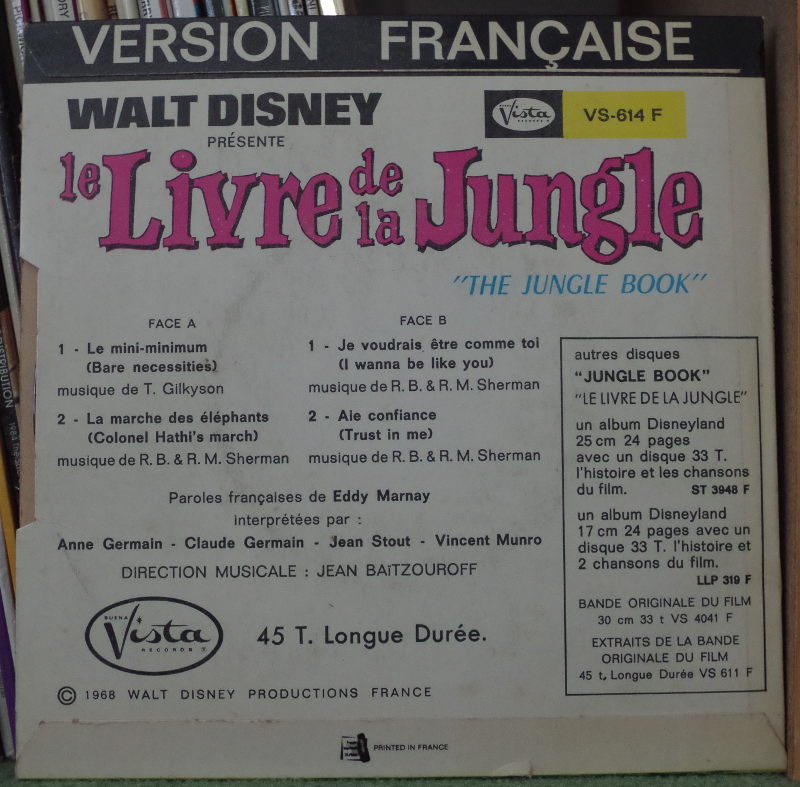 VERSION FRANÇAISE
WALT DISNEY
PRÉSENTE
Vista
RECORDS
VS-614 F
le Livre de la Jungle
"THE JUNGLE BOOK"
FACE A
1 - Le mini-minimum
(Bare necessities)
musique de T. Gilkyson
2 - La marche des éléphants
(Colonel Hathi's march)
musique de R. B. & R. M. Sherman
FACE B
1 - Je voudrais être comme toi
(I wanna be like you)
musique de R. B. & R. M. Sherman
2 - Aie confiance
(Trust in me)
musique de R. B. & R. M. Sherman
Paroles françaises de Eddy Marnay
interprétées par :
Anne Germain - Claude Germain - Jean Stout - Vincent Munro
DIRECTION MUSICALE : JEAN BAïTZOUROFF
BUENA
Vista
RECORDS
45 T. Longue Durée.
© 1968 WALT DISNEY PRODUCTIONS FRANCE
autres disques
"JUNGLE BOOK"
"LE LIVRE DE LA JUNGLE"
un album Disneyland
25 cm 24 pages
avec un disque 33 T.
l'histoire et les chansons
du film. ST 3948 F
un album Disneyland
17 cm 24 pages avec un
disque 33 T. l'histoire et
2 chansons du film.
LLP 319 F
BANDE ORIGINALE DU FILM
30 cm 33 t VS 4041 F
EXTRAITS DE LA BANDE
ORIGINALE DU FILM
45 t, Longue Durée VS 611 F
PRINTED IN FRANCE